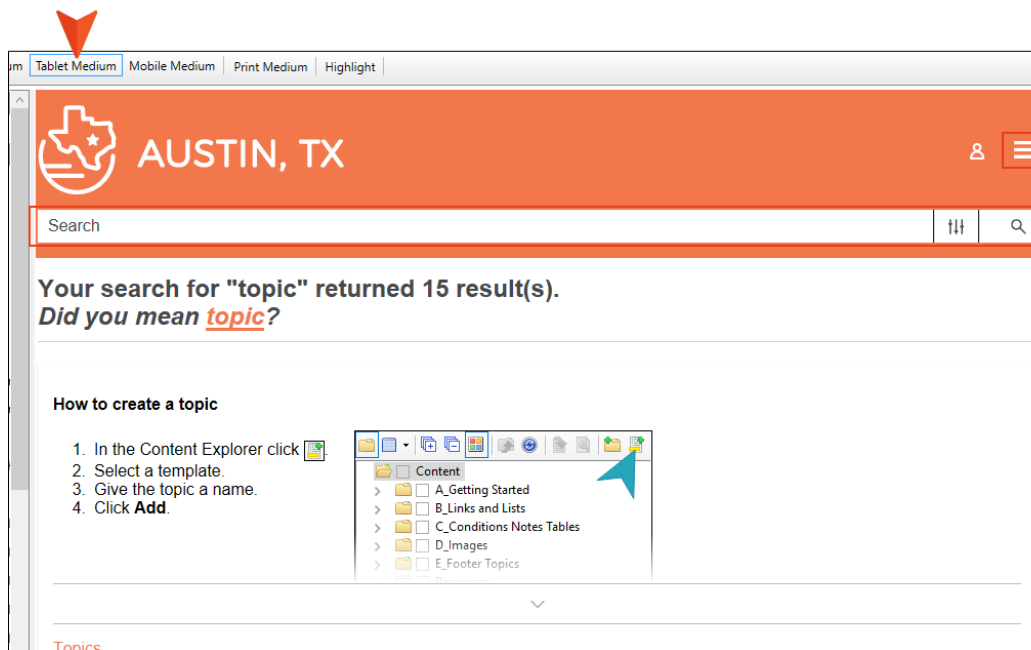 um Tablet Medium Mobile Medium Print Medium Highlight
AUSTIN, TX
Search
Your search for "topic" returned 15 result(s).
Did you mean topic?
How to create a topic
1. In the Content Explorer click .
2. Select a template.
3. Give the topic a name.
4. Click Add.
Content
A_Getting Started
B_Links and Lists
C_Conditions Notes Tables
D_Images
E_Footer Topics
Topics